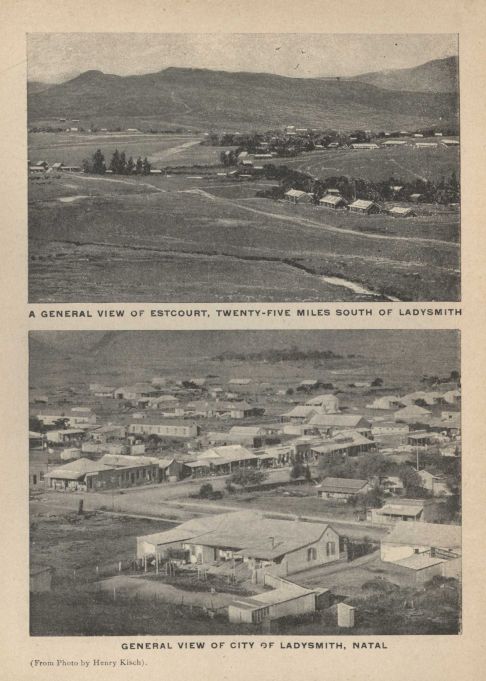 A GENERAL VIEW OF ESTCOURT, TWENTY-FIVE MILES SOUTH OF LADYSMITH
GENERAL VIEW OF CITY OF LADYSMITH, NATAL
(From Photo by Henry Kisch).